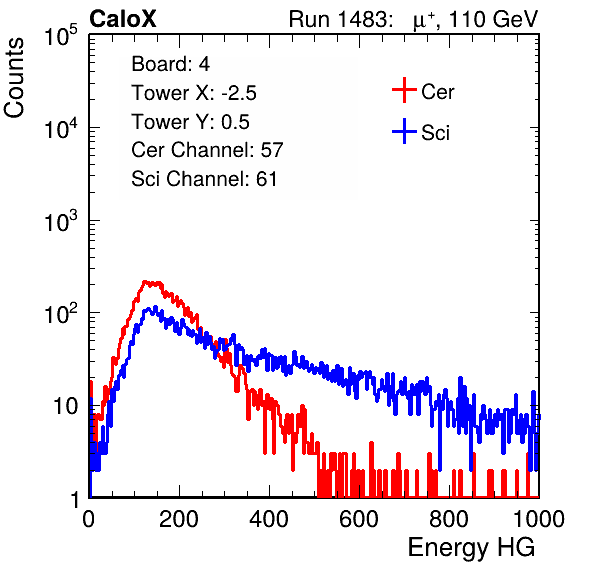 CaloX Run 1483: μ⁺, 110 GeV
Counts
10⁵
10⁴
10³
10²
10
1
Board: 4
Tower X: -2.5
Tower Y: 0.5
Cer Channel: 57
Sci Channel: 61
Cer
Sci
0 200 400 600 800 1000
Energy HG